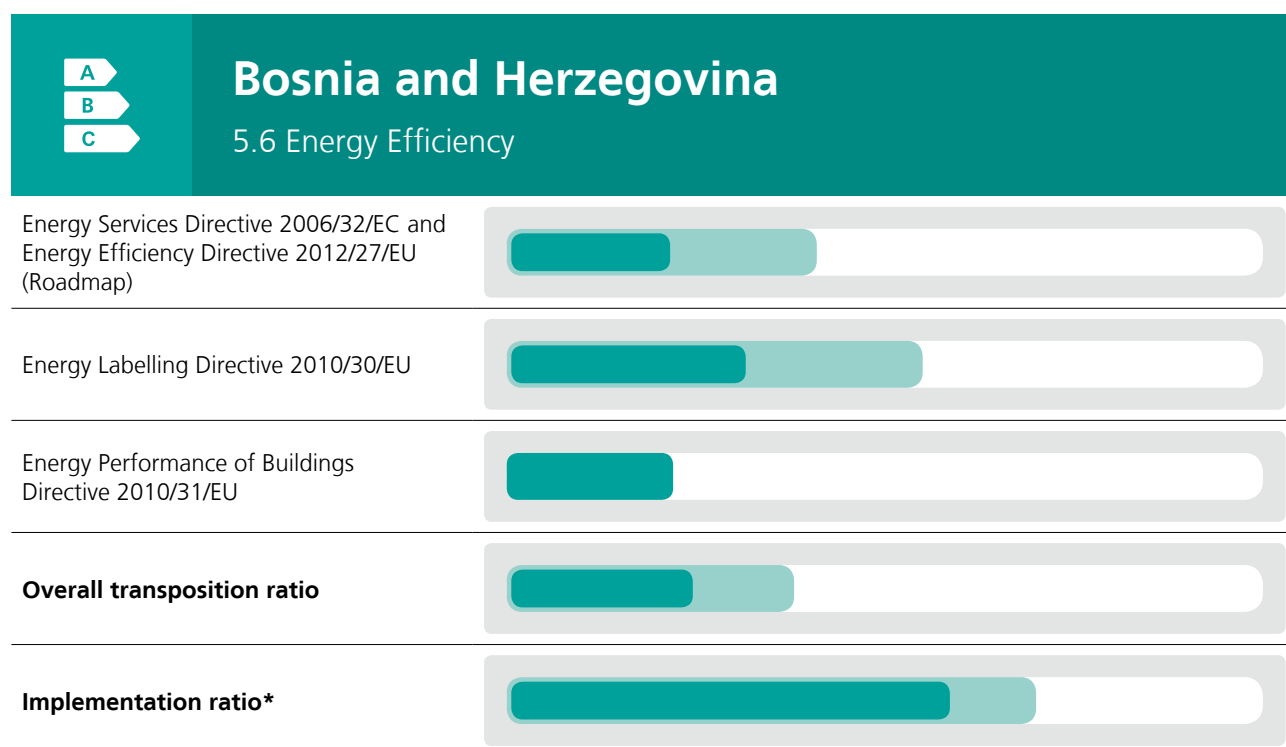 A
B
C
Bosnia and Herzegovina
5.6 Energy Efficiency
Energy Services Directive 2006/32/EC and
Energy Efficiency Directive 2012/27/EU
(Roadmap)
Energy Labelling Directive 2010/30/EU
Energy Performance of Buildings
Directive 2010/31/EU
Overall transposition ratio
Implementation ratio*